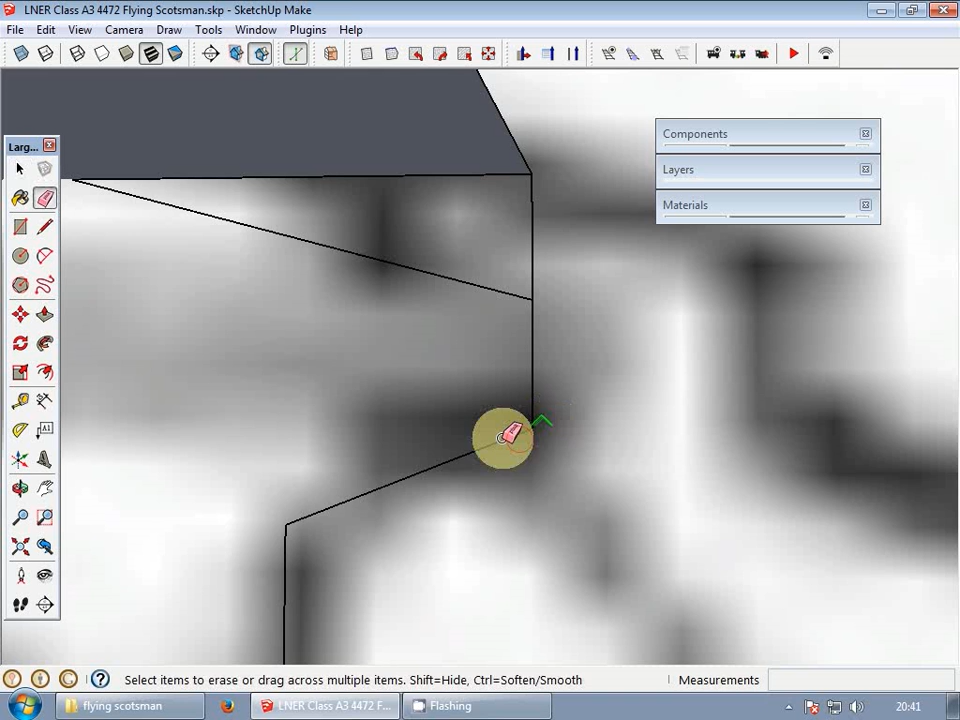 LNER Class A3 4472 Flying Scotsman.skp - SketchUp Make
File Edit View Camera Draw Tools Window Plugins Help
Larg...
Components
Layers
Materials
A1
Select items to erase or drag across multiple items. Shift=Hide, Ctrl=Soften/Smooth
Measurements
flying scotsman
LNER Class A3 4472 F...
Flashing
20:41